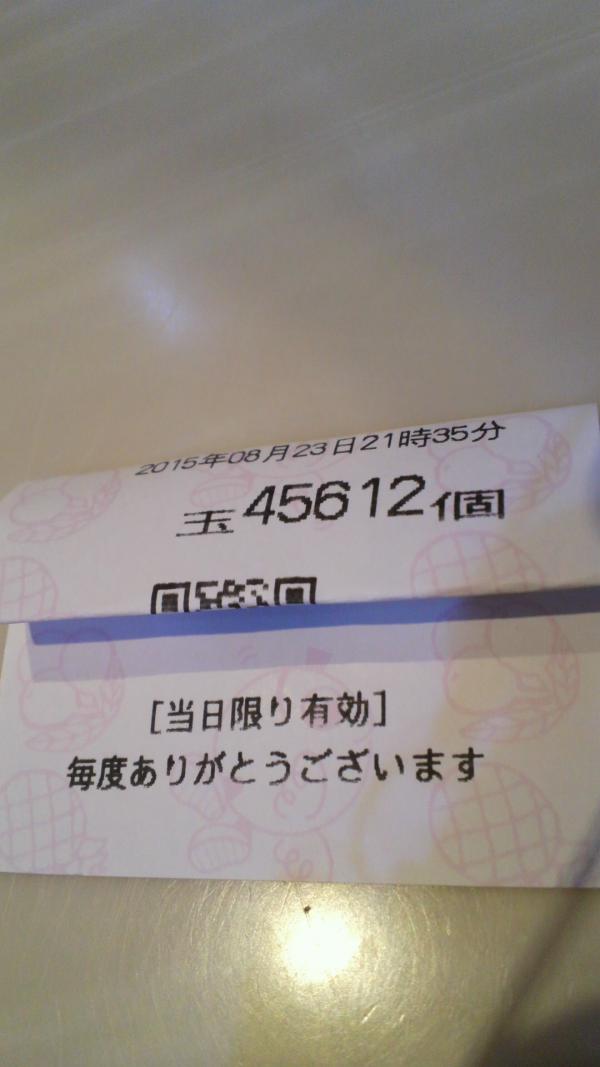 2015年08月23日21時35分
玉45612個
[当日限り有効]
毎度ありがとうございます